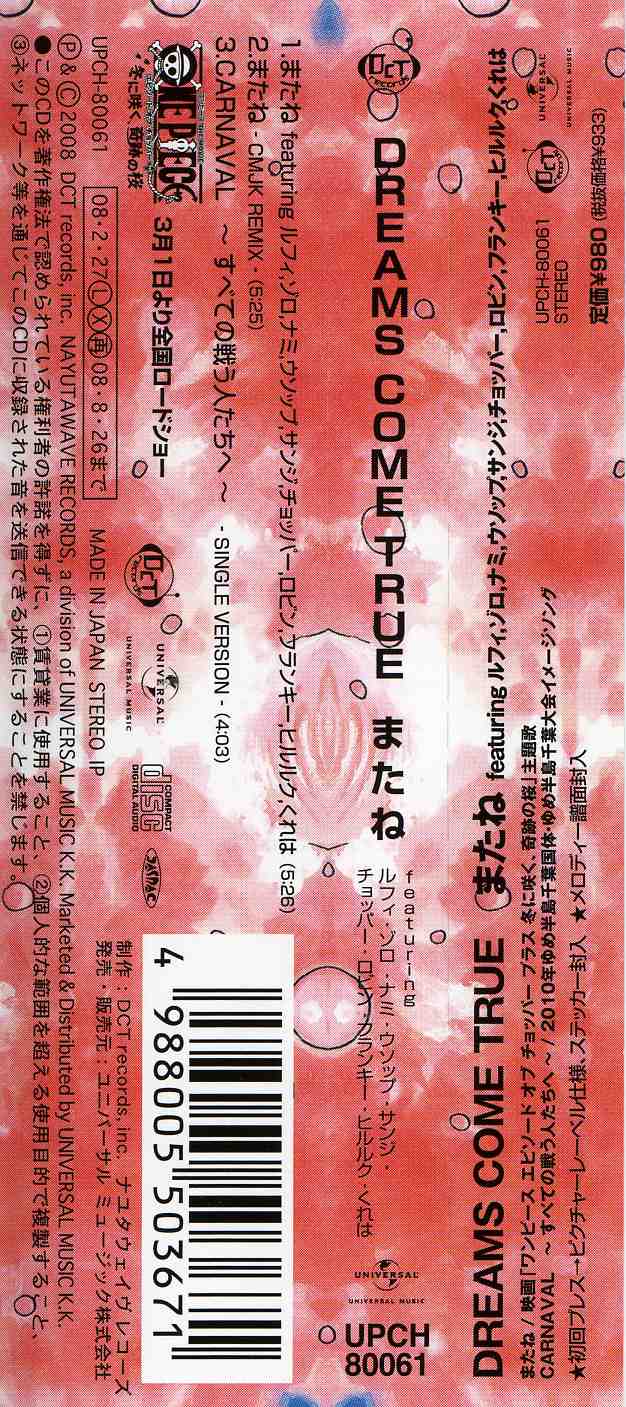 定価¥980(税抜価格¥933)
UNIVERSAL
UNIVERSAL MUSIC
DCT
records
UPCH-80061
STEREO
DREAMS COME TRUE またね featuring ルフィ,ゾロ,ナミ,ウソップ,サンジ,チョッパー,ロビン,フランキー,ヒルルク,くれは
またね / 映画「ワンピース エピソード オブ チョッパー プラス 冬に咲く、奇跡の桜」主題歌
CARNAVAL 〜 すべての戦う人たちへ 〜 / 2010年ゆめ半島千葉国体・ゆめ半島千葉大会イメージソング
★初回プレス→ピクチャーレーベル仕様、ステッカー封入 ★メロディー譜面封入
DCT
records
DREAMS COME TRUE またね
featuring
ルフィ・ゾロ・ナミ・ウソップ・サンジ・
チョッパー・ロビン・フランキー・ヒルルク・くれは
UNIVERSAL
UNIVERSAL MUSIC
UPCH
80061
1.またね featuring ルフィ,ゾロ,ナミ,ウソップ,サンジ,チョッパー,ロビン,フランキー,ヒルルク,くれは (5:26)
2.またね - CMJK REMIX - (5:25)
3.CARNAVAL 〜 すべての戦う人たちへ 〜 - SINGLE VERSION - (4:03)
ONE PIECE
冬に咲く、奇跡の桜
3月1日より全国ロードショー
DCT
records
UNIVERSAL
UNIVERSAL MUSIC
COMPACT
disc
DIGITAL AUDIO
JASRAC
4 988005 503671
制作：DCT records, inc. ナユタウェイヴ レコーズ
発売・販売元：ユニバーサル ミュージック株式会社
UPCH-80061 08・2・27 Ⓛ Ⓧ ㊐08・8・26まで MADE IN JAPAN STEREO JP
Ⓟ & Ⓒ 2008 DCT records, inc. NAYUTAWAVE RECORDS, a division of UNIVERSAL MUSIC K.K. Marketed & Distributed by UNIVERSAL MUSIC K.K.
●このCDを著作権法で認められている権利者の許諾を得ずに、①賃貸業に使用すること、②個人的な範囲を超える使用目的で複製すること、
③ネットワーク等を通じてこのCDに収録された音を送信できる状態にすることを禁じます。